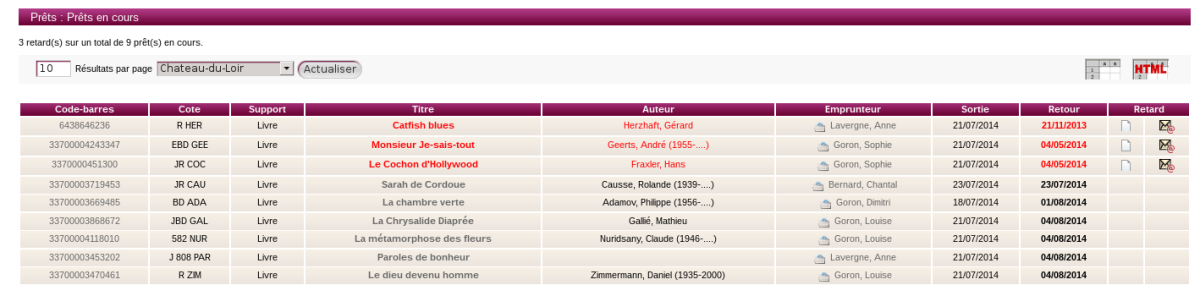 Prêts : Prêts en cours
3 retard(s) sur un total de 9 prêt(s) en cours.
10 Résultats par page Chateau-du-Loir Actualiser HTML
Code-barres Cote Support Titre Auteur Emprunteur Sortie Retour Retard
6438646236 R HER Livre Catfish blues Herzhaft, Gérard Lavergne, Anne 21/07/2014 21/11/2013
33700004243347 EBD GEE Livre Monsieur Je-sais-tout Geerts, André (1955-....) Goron, Sophie 21/07/2014 04/05/2014
3370000451300 JR COC Livre Le Cochon d'Hollywood Fraxler, Hans Goron, Sophie 21/07/2014 04/05/2014
33700003719453 JR CAU Livre Sarah de Cordoue Causse, Rolande (1939-....) Bernard, Chantal 23/07/2014 23/07/2014
33700003669485 BD ADA Livre La chambre verte Adamov, Philippe (1956-....) Goron, Dimitri 18/07/2014 01/08/2014
33700003868672 JBD GAL Livre La Chrysalide Diaprée Gallié, Mathieu Goron, Louise 21/07/2014 04/08/2014
33700004118010 582 NUR Livre La métamorphose des fleurs Nuridsany, Claude (1946-....) Goron, Louise 21/07/2014 04/08/2014
33700003453202 J 808 PAR Livre Paroles de bonheur Lavergne, Anne 21/07/2014 04/08/2014
33700003470461 R ZIM Livre Le dieu devenu homme Zimmermann, Daniel (1935-2000) Goron, Louise 21/07/2014 04/08/2014